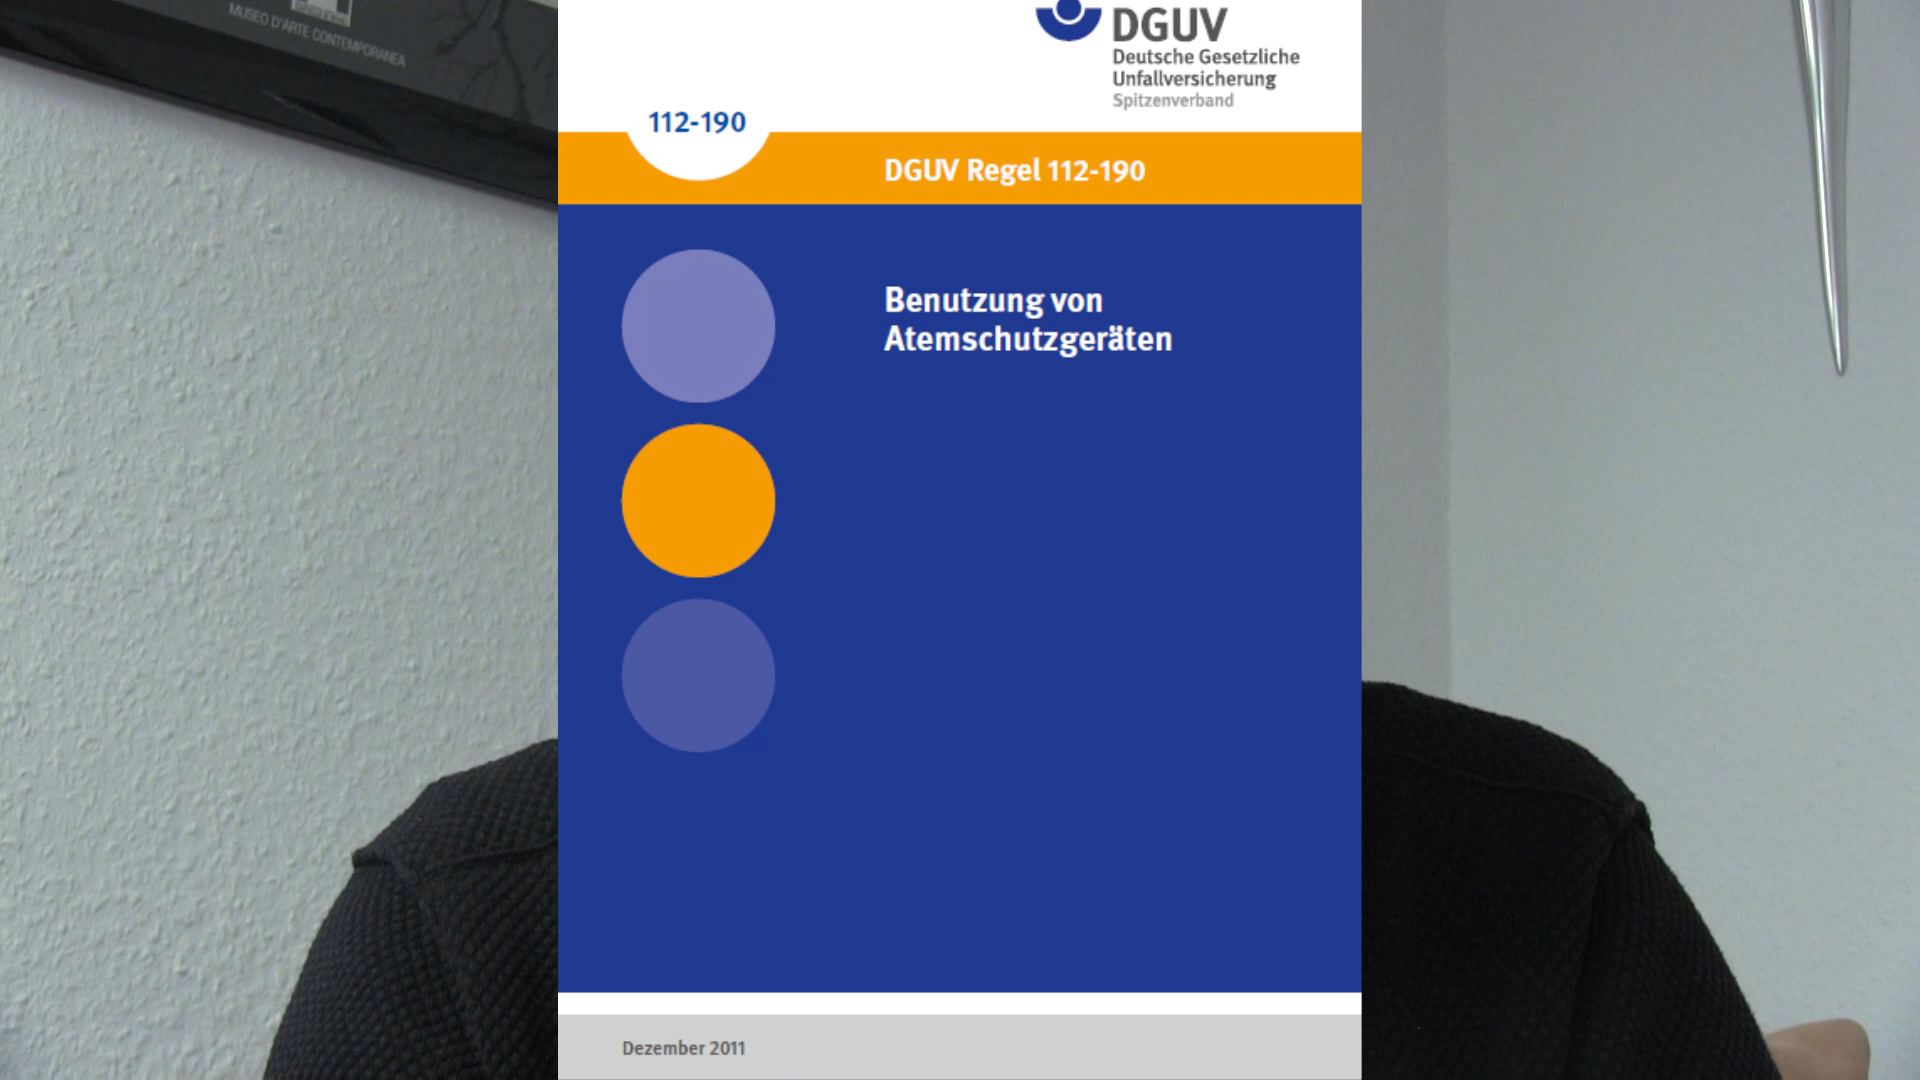 MUSEO D'ARTE CONTEMPORANEA
DGUV
Deutsche Gesetzliche
Unfallversicherung
Spitzenverband
112-190
DGUV Regel 112-190
Benutzung von
Atemschutzgeräten
Dezember 2011